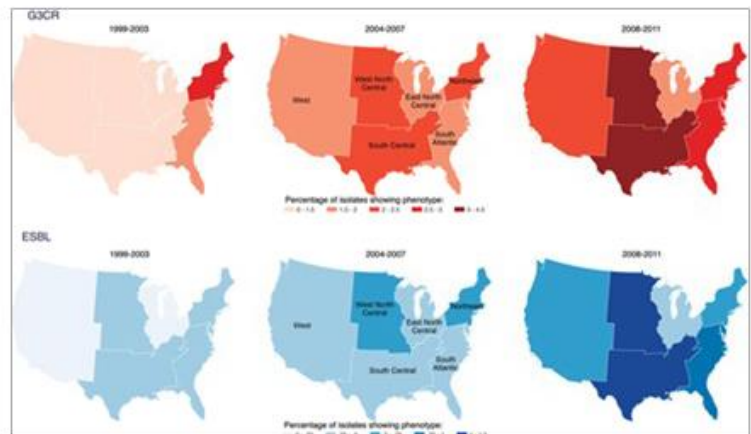 G3CR
1999-2003
2004-2007
2008-2011
West
West North
Central
Northeast
East North
Central
South
Atlantic
South Central
Percentage of isolates showing phenotype:
ESBL
1999-2003
2004-2007
2008-2011
West
West North
Central
Northeast
East North
Central
South
Atlantic
South Central
Percentage of isolates showing phenotype: